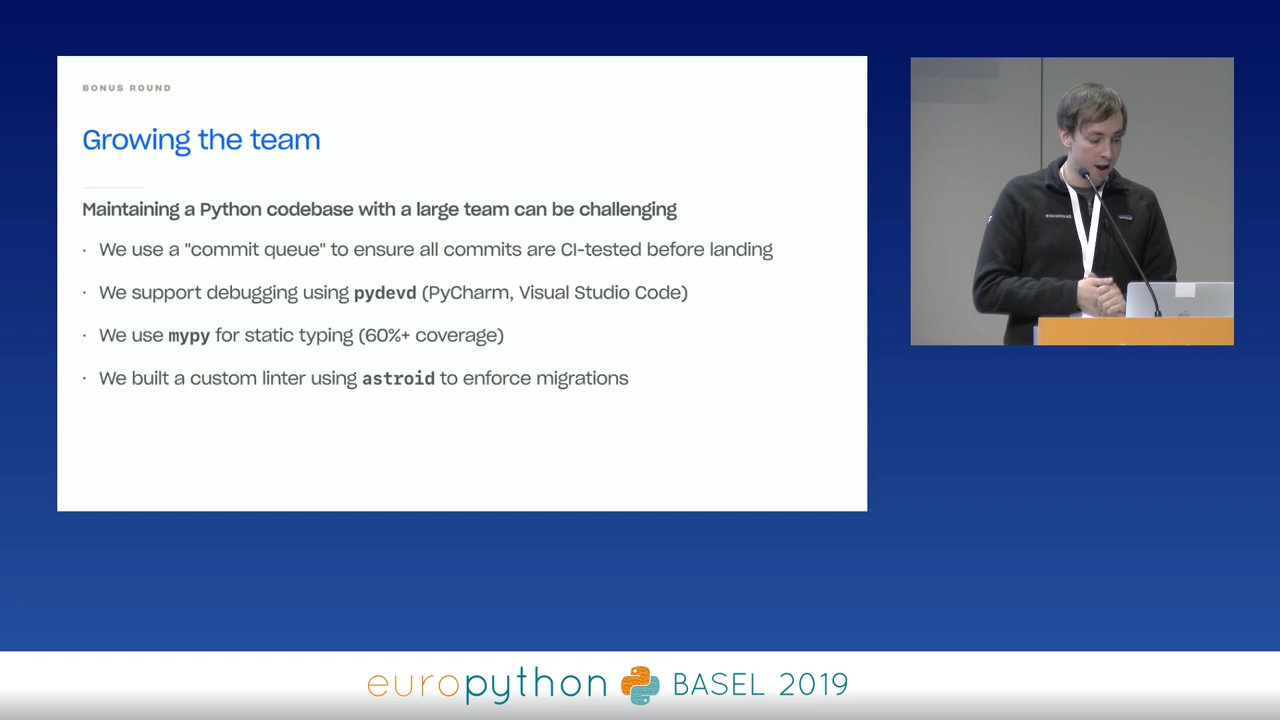 BONUS ROUND
Growing the team
Maintaining a Python codebase with a large team can be challenging
· We use a "commit queue" to ensure all commits are CI-tested before landing
· We support debugging using pydevd (PyCharm, Visual Studio Code)
· We use mypy for static typing (60%+ coverage)
· We built a custom linter using astroid to enforce migrations
europython BASEL 2019